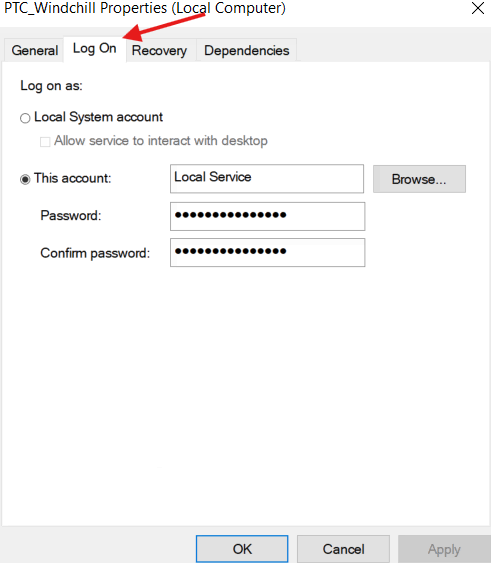 PTC_Windchill Properties (Local Computer)
General Log On Recovery Dependencies
Log on as:
Local System account
Allow service to interact with desktop
This account: Local Service Browse...
Password: ●●●●●●●●●●●●●●●
Confirm password: ●●●●●●●●●●●●●●●
OK Cancel Apply